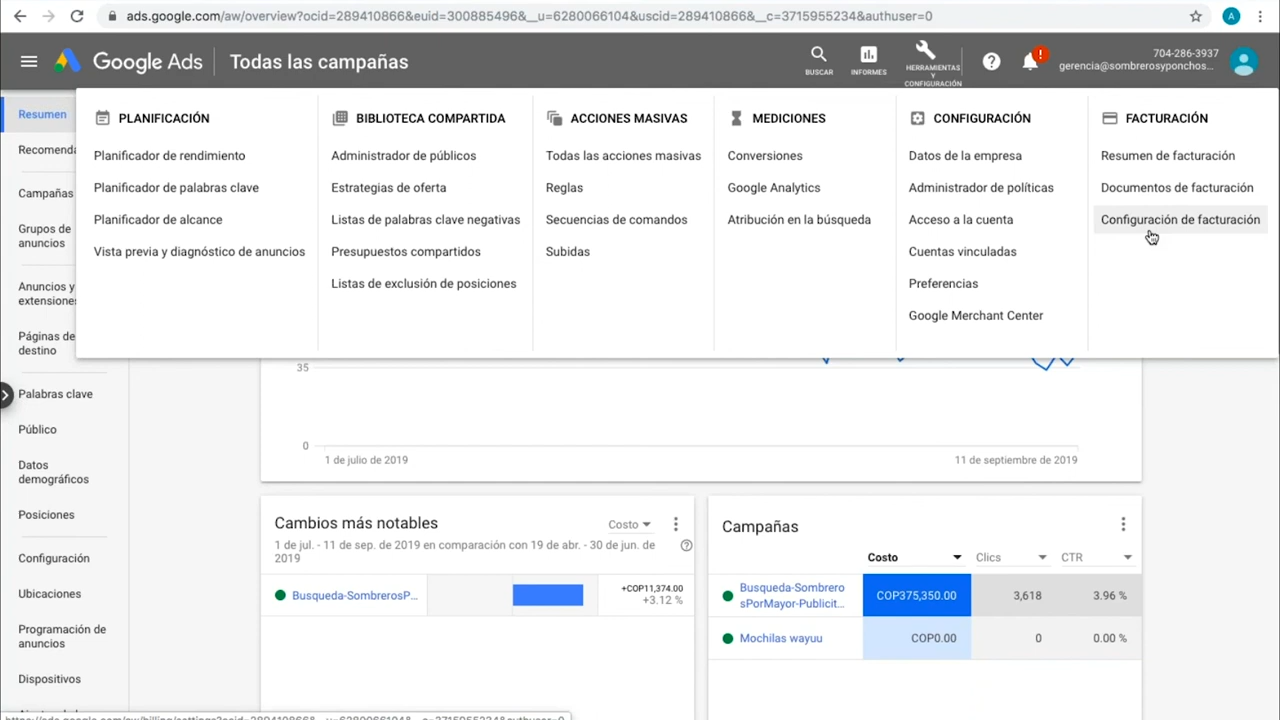 ads.google.com/aw/overview?ocid=289410866&euid=300885496&__u=6280066104&uscid=289410866&__c=3715955234&authuser=0
A
Google Ads
Todas las campañas
BUSCAR
INFORMES
HERRAMIENTAS
Y
CONFIGURACIÓN
?
!
704-286-3937
gerencia@sombrerosyponchos...
Resumen
Recomenda
Campañas
Grupos de
anuncios
Anuncios y
extensiones
Páginas de
destino
Palabras clave
Público
Datos
demográficos
Posiciones
Configuración
Ubicaciones
Programación de
anuncios
Dispositivos
PLANIFICACIÓN
Planificador de rendimiento
Planificador de palabras clave
Planificador de alcance
Vista previa y diagnóstico de anuncios
BIBLIOTECA COMPARTIDA
Administrador de públicos
Estrategias de oferta
Listas de palabras clave negativas
Presupuestos compartidos
Listas de exclusión de posiciones
ACCIONES MASIVAS
Todas las acciones masivas
Reglas
Secuencias de comandos
Subidas
MEDICIONES
Conversiones
Google Analytics
Atribución en la búsqueda
CONFIGURACIÓN
Datos de la empresa
Administrador de políticas
Acceso a la cuenta
Cuentas vinculadas
Preferencias
Google Merchant Center
FACTURACIÓN
Resumen de facturación
Documentos de facturación
Configuración de facturación
35
0
1 de julio de 2019
11 de septiembre de 2019
Cambios más notables
Costo
1 de jul. - 11 de sep. de 2019 en comparación con 19 de abr. - 30 de jun. de
2019
Busqueda-SombrerosP...
+COP11,374.00
+3.12 %
Campañas
Costo
Clics
CTR
Busqueda-Sombrero
sPorMayor-Publicit...
COP375,350.00
3,618
3.96 %
Mochilas wayuu
COP0.00
0
0.00 %